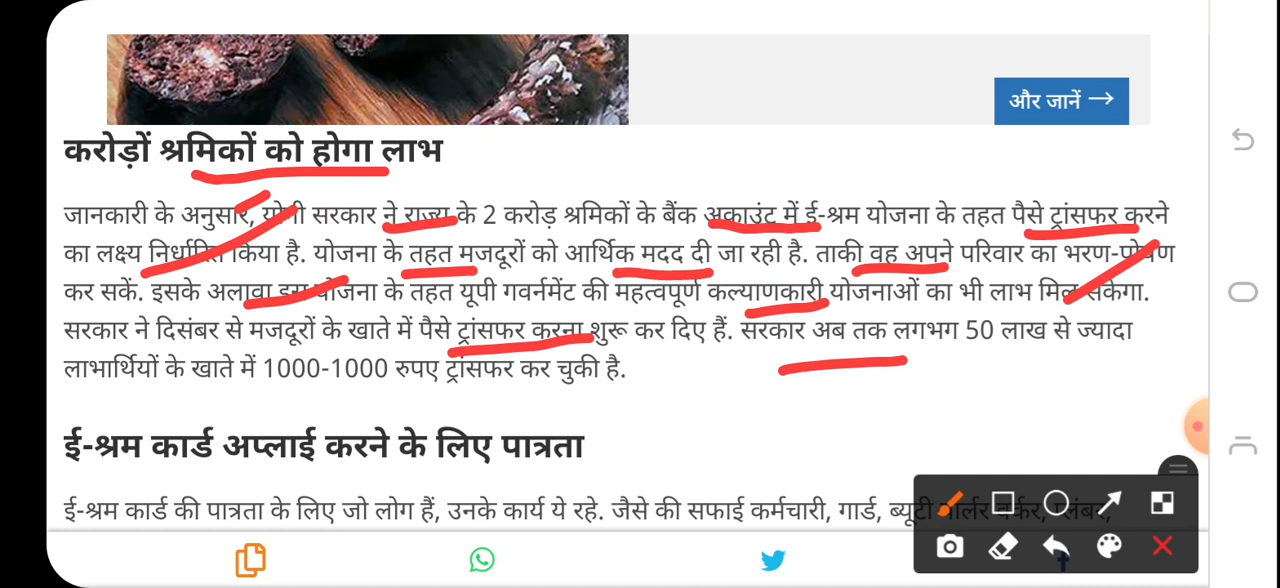 और जानें →
करोड़ों श्रमिकों को होगा लाभ
जानकारी के अनुसार, योगी सरकार ने राज्य के 2 करोड़ श्रमिकों के बैंक अकाउंट में ई-श्रम योजना के तहत पैसे ट्रांसफर करने
का लक्ष्य निर्धारित किया है. योजना के तहत मजदूरों को आर्थिक मदद दी जा रही है. ताकी वह अपने परिवार का भरण-पोषण
कर सकें. इसके अलावा इस योजना के तहत यूपी गवर्नमेंट की महत्वपूर्ण कल्याणकारी योजनाओं का भी लाभ मिल सकेगा.
सरकार ने दिसंबर से मजदूरों के खाते में पैसे ट्रांसफर करना शुरू कर दिए हैं. सरकार अब तक लगभग 50 लाख से ज्यादा
लाभार्थियों के खाते में 1000-1000 रुपए ट्रांसफर कर चुकी है.
ई-श्रम कार्ड अप्लाई करने के लिए पात्रता
ई-श्रम कार्ड की पात्रता के लिए जो लोग हैं, उनके कार्य ये रहे. जैसे की सफाई कर्मचारी, गार्ड, ब्यूटी पार्लर वर्कर, प्लंबर,